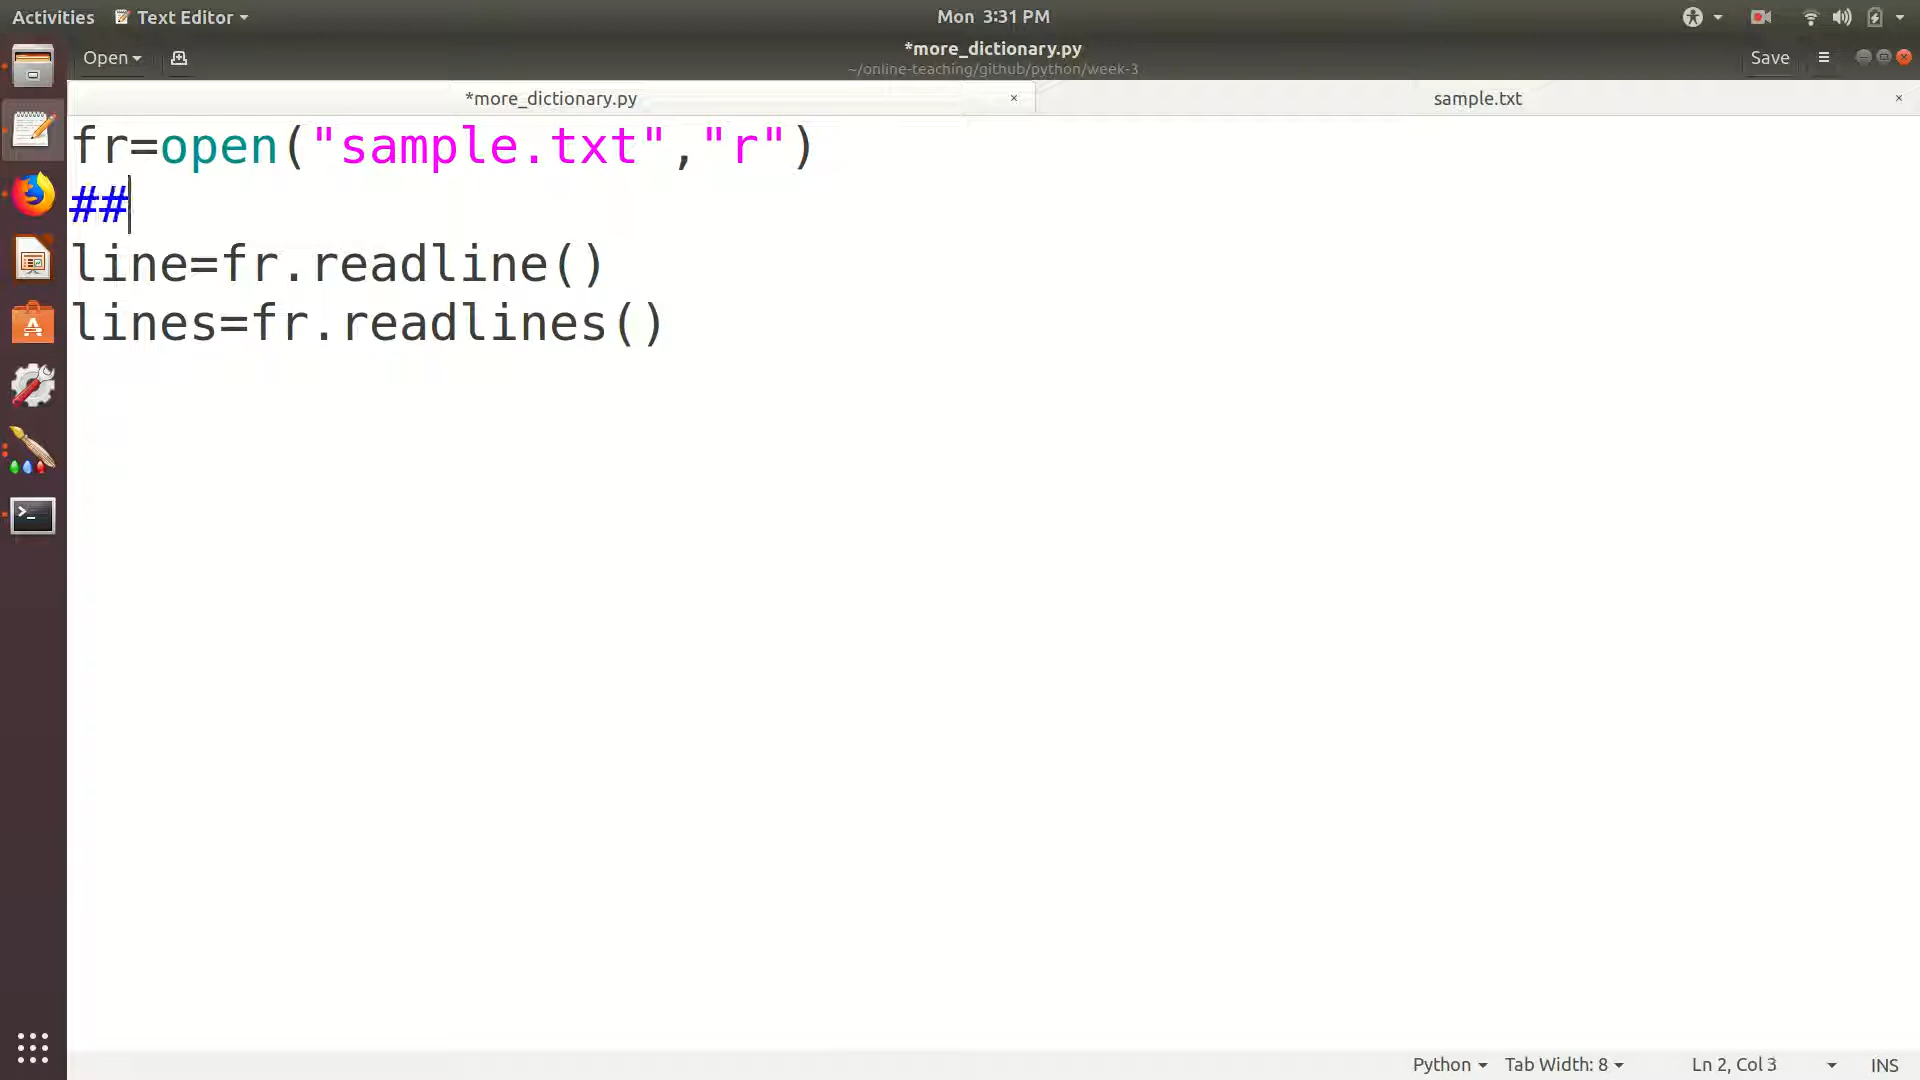 Activities Text Editor Mon 3:31 PM
Open *more_dictionary.py Save
~/online-teaching/github/python/week-3
*more_dictionary.py × sample.txt ×
fr=open("sample.txt","r")
##
line=fr.readline()
lines=fr.readlines()
Python Tab Width: 8 Ln 2, Col 3 INS